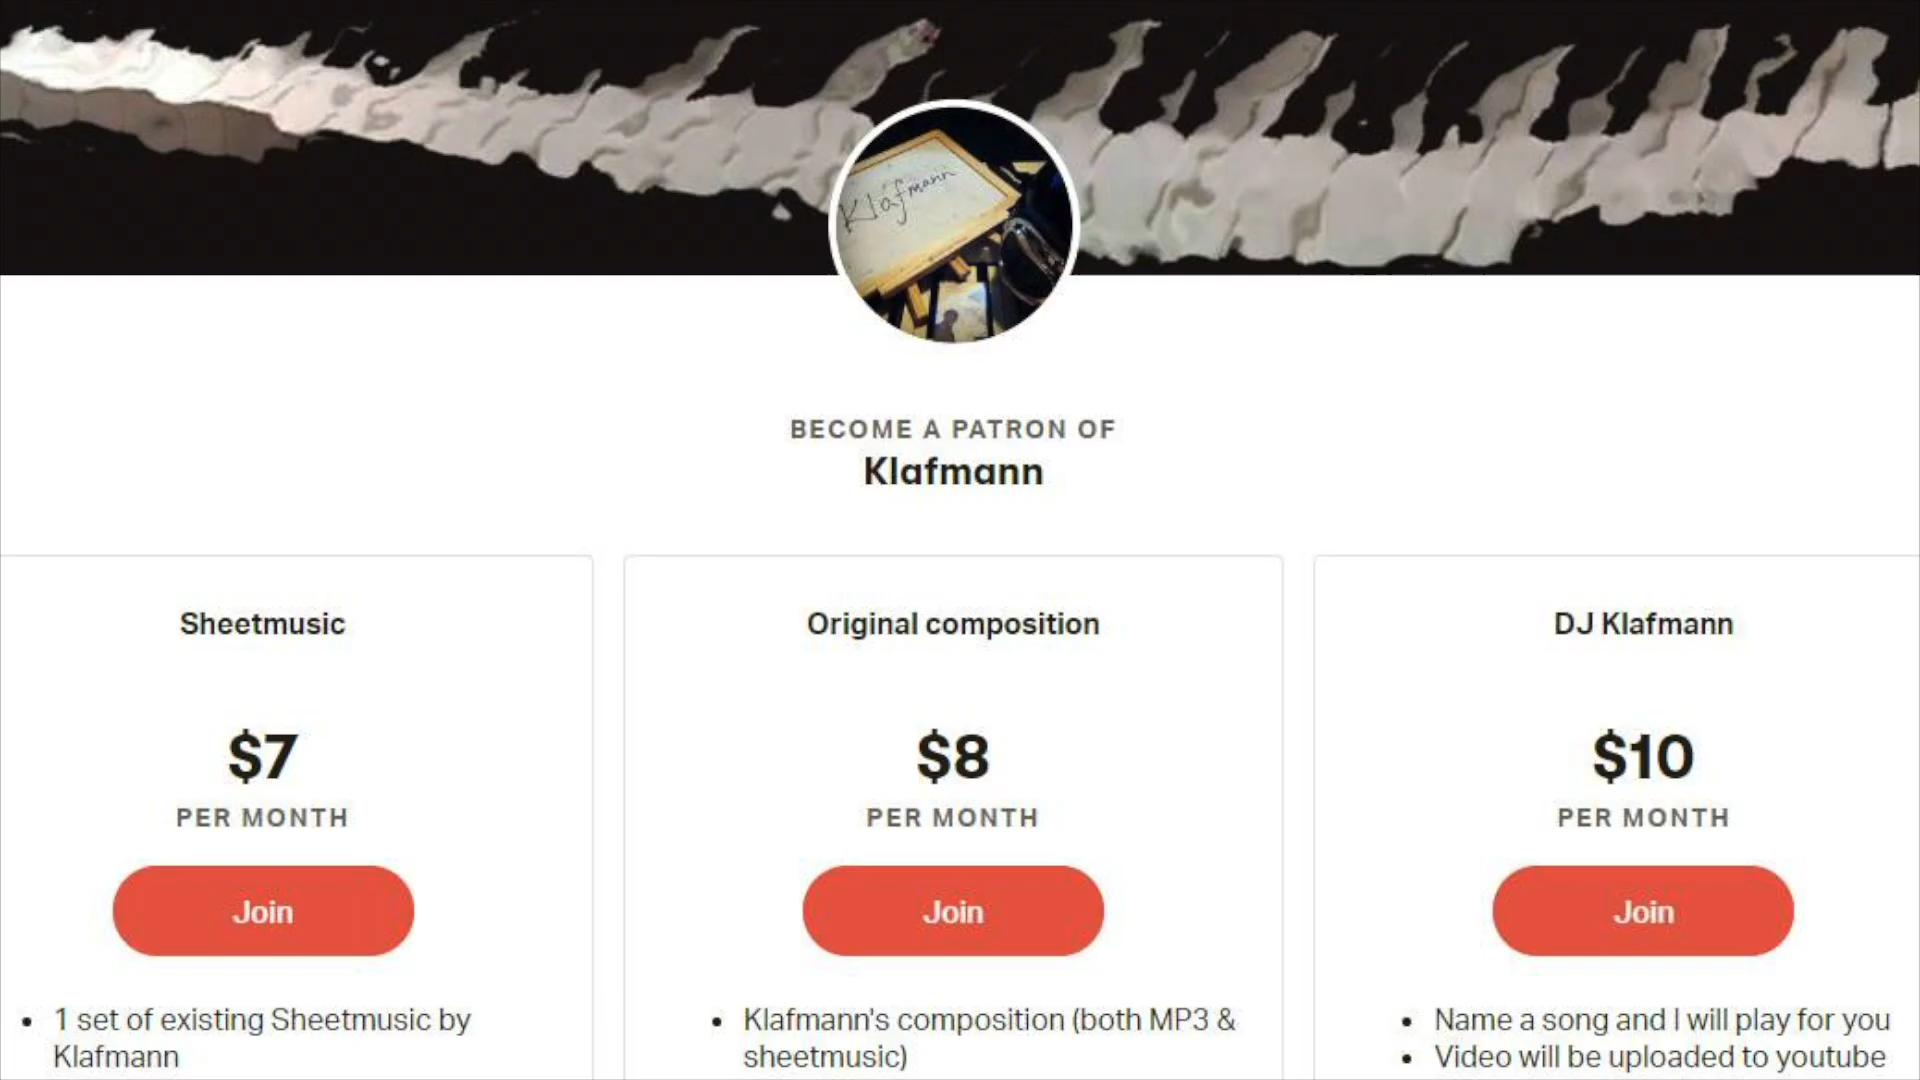 Klafmann
BECOME A PATRON OF
Klafmann
Sheetmusic
$7
PER MONTH
Join
1 set of existing Sheetmusic by
Klafmann
Original composition
$8
PER MONTH
Join
Klafmann's composition (both MP3 &
sheetmusic)
DJ Klafmann
$10
PER MONTH
Join
Name a song and I will play for you
Video will be uploaded to youtube